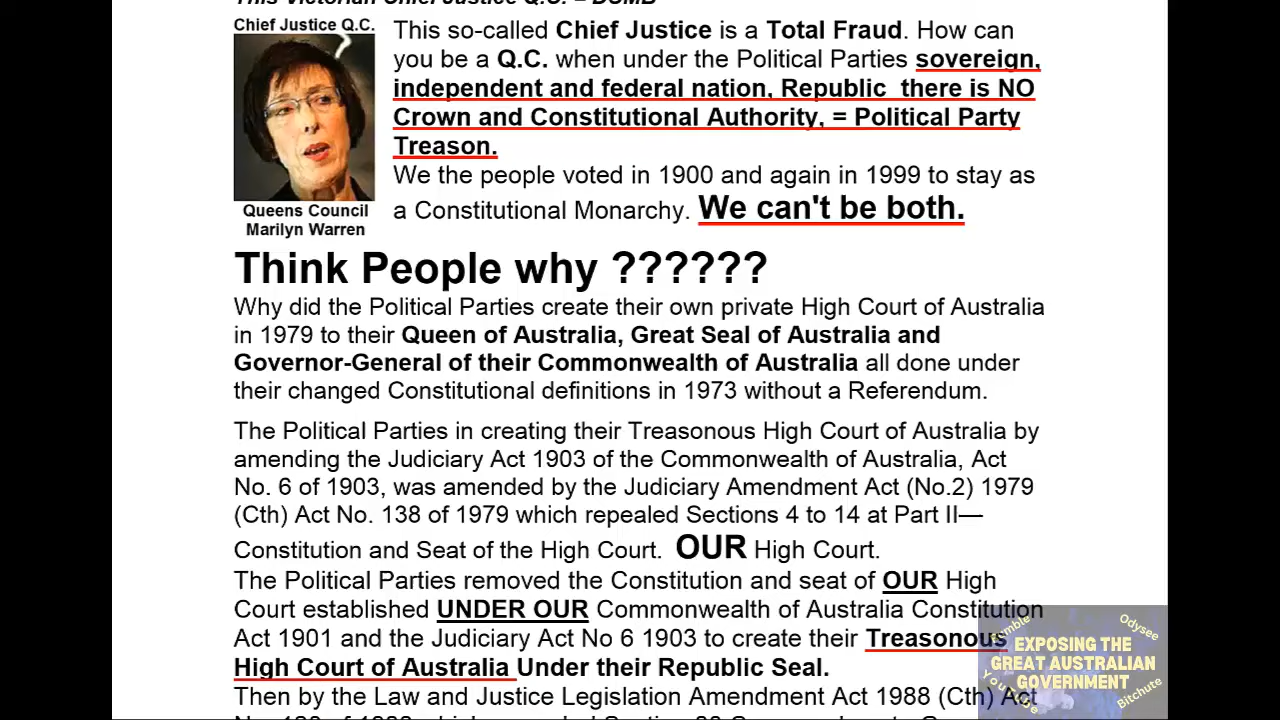 This Victorian Chief Justice Q.C. = DUMB
Chief Justice Q.C.
This so-called Chief Justice is a Total Fraud. How can
you be a Q.C. when under the Political Parties sovereign,
independent and federal nation, Republic there is NO
Crown and Constitutional Authority, = Political Party
Treason.
We the people voted in 1900 and again in 1999 to stay as
a Constitutional Monarchy. We can't be both.
Queens Council
Marilyn Warren
Think People why ??????
Why did the Political Parties create their own private High Court of Australia
in 1979 to their Queen of Australia, Great Seal of Australia and
Governor-General of their Commonwealth of Australia all done under
their changed Constitutional definitions in 1973 without a Referendum.
The Political Parties in creating their Treasonous High Court of Australia by
amending the Judiciary Act 1903 of the Commonwealth of Australia, Act
No. 6 of 1903, was amended by the Judiciary Amendment Act (No.2) 1979
(Cth) Act No. 138 of 1979 which repealed Sections 4 to 14 at Part II—
Constitution and Seat of the High Court. OUR High Court.
The Political Parties removed the Constitution and seat of OUR High
Court established UNDER OUR Commonwealth of Australia Constitution
Act 1901 and the Judiciary Act No 6 1903 to create their Treasonous
High Court of Australia Under their Republic Seal.
Then by the Law and Justice Legislation Amendment Act 1988 (Cth) Act
Rumble
Odysee
EXPOSING THE
GREAT AUSTRALIAN
GOVERNMENT
YouTube
Bitchute